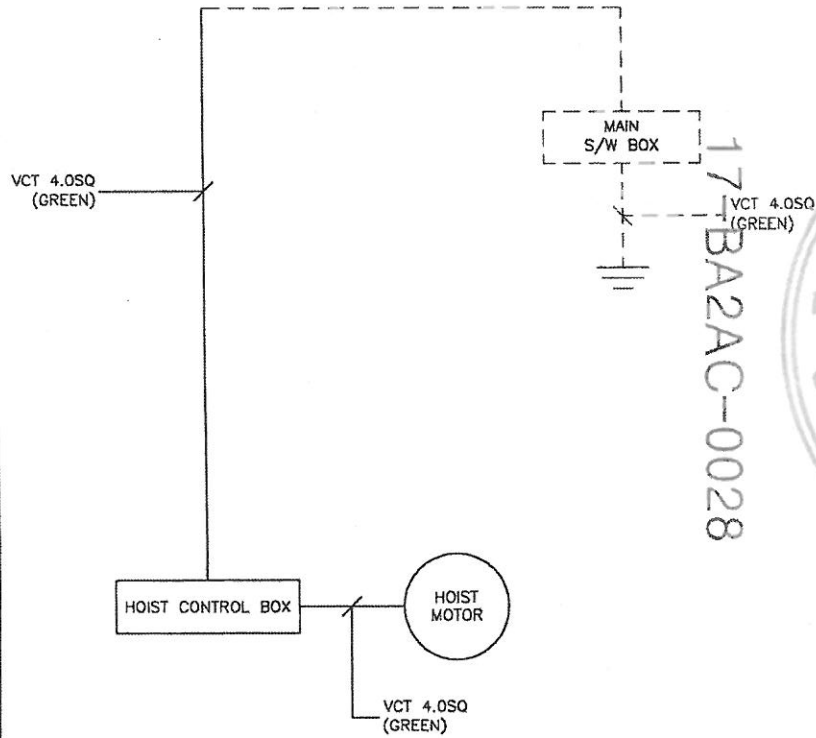 MAIN
S/W BOX
VCT 4.0SQ
(GREEN)
VCT 4.0SQ
(GREEN)
17-BA2AC-0028
HOIST CONTROL BOX
HOIST
MOTOR
VCT 4.0SQ
(GREEN)